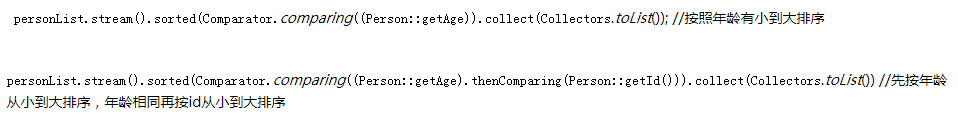 personList.stream().sorted(Comparator.comparing((Person::getAge)).collect(Collectors.toList()); //按照年龄有小到大排序
personList.stream().sorted(Comparator.comparing((Person::getAge).thenComparing(Person::getId())).collect(Collectors.toList()) //先按年龄
从小到大排序，年龄相同再按id从小到大排序